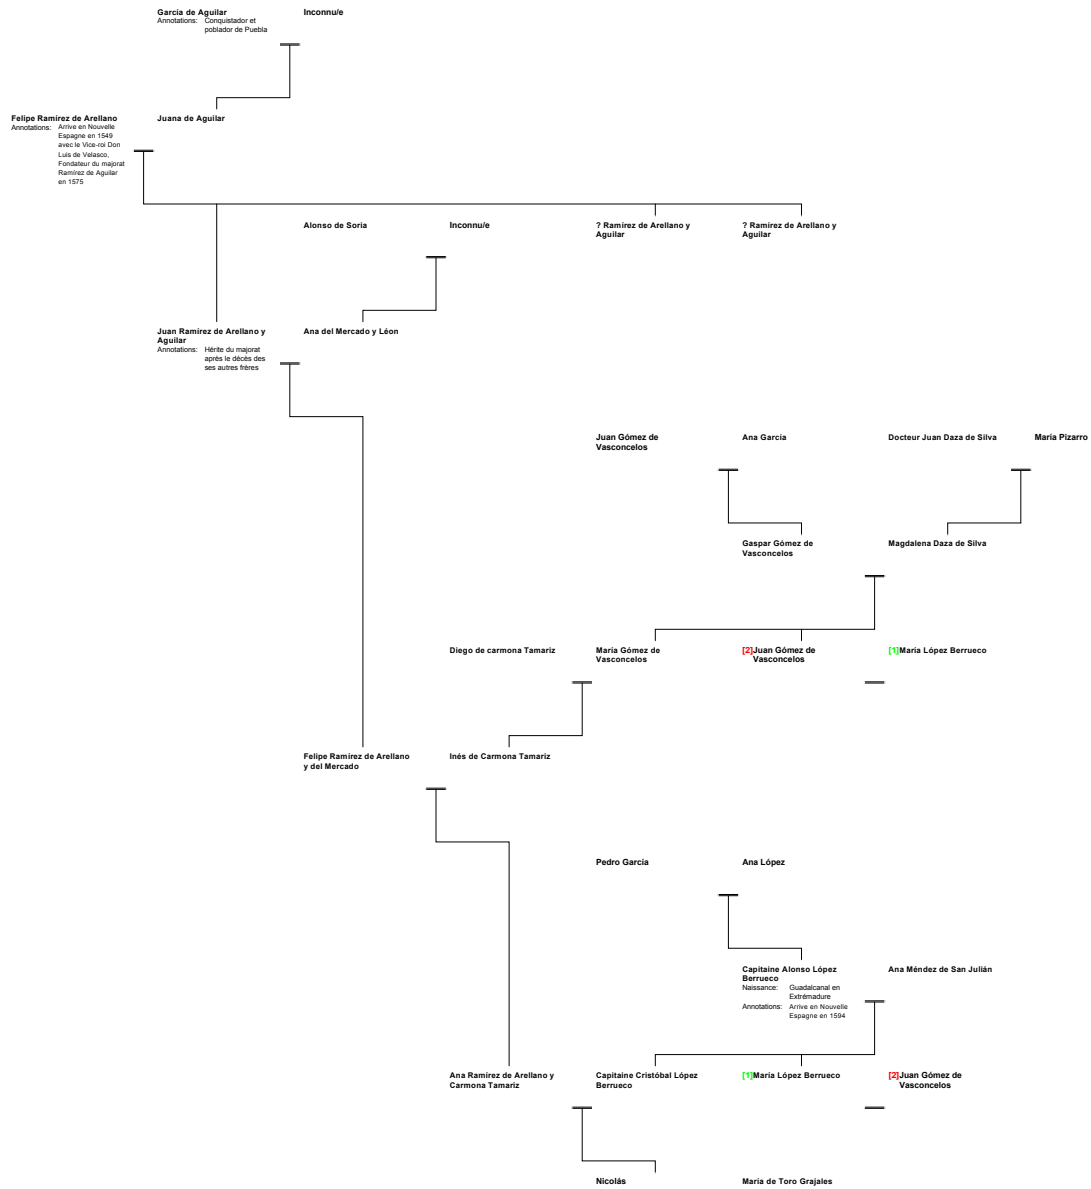 García de Aguilar
Annotations: Conquistador et
poblador de Puebla
Inconnu/e
Felipe Ramírez de Arellano
Annotations: Arrive en Nouvelle
Espagne en 1549
avec le Vice-roi Don
Luis de Velasco,
Fondateur du majorat
Ramírez de Aguilar
en 1575
Juana de Aguilar
Alonso de Soria
Inconnu/e
? Ramírez de Arellano y
Aguilar
? Ramírez de Arellano y
Aguilar
Juan Ramírez de Arellano y
Aguilar
Annotations: Hérite du majorat
après le décès des
ses autres frères
Ana del Mercado y Léon
Juan Gómez de
Vasconcelos
Ana García
Docteur Juan Daza de Silva
María Pizarro
Gaspar Gómez de
Vasconcelos
Magdalena Daza de Silva
Diego de carmona Tamariz
María Gómez de
Vasconcelos
[2]Juan Gómez de
Vasconcelos
[1]María López Berrueco
Felipe Ramírez de Arellano
y del Mercado
Inés de Carmona Tamariz
Pedro García
Ana López
Capitaine Alonso López
Berrueco
Naissance: Guadalcanal en
Extrémadure
Annotations: Arrive en Nouvelle
Espagne en 1594
Ana Méndez de San Julián
Ana Ramírez de Arellano y
Carmona Tamariz
Capitaine Cristóbal López
Berrueco
[1]María López Berrueco
[2]Juan Gómez de
Vasconcelos
Nicolás
María de Toro Grajales